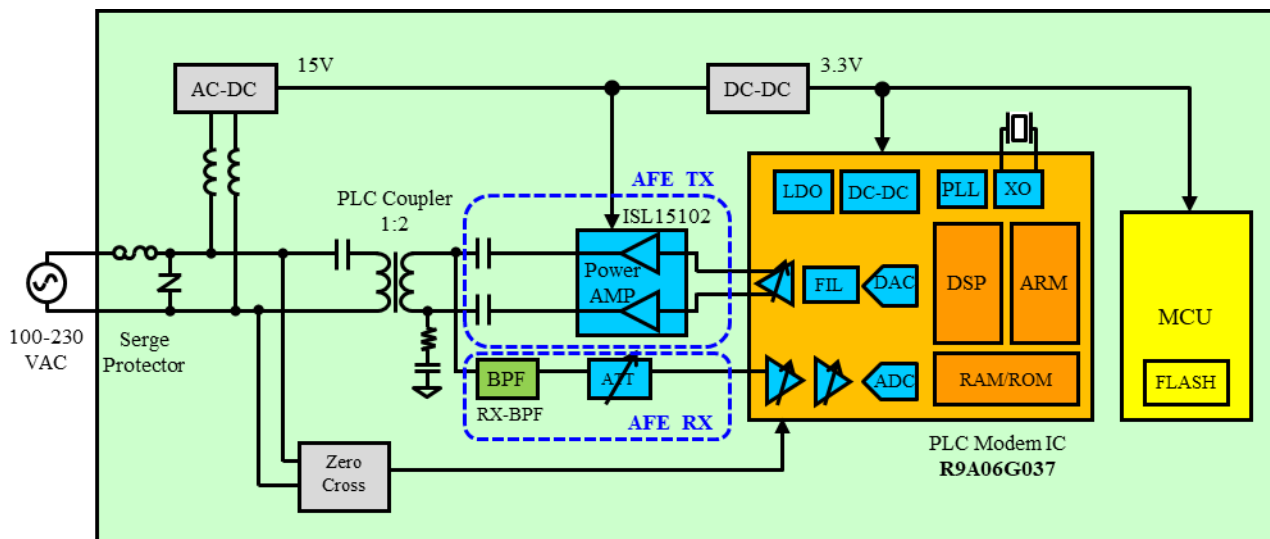 15V
3.3V
AC-DC
DC-DC
AFE TX
LDO
DC-DC
PLL
XO
PLC Coupler
1:2
ISL15102
Power
AMP
FIL
DAC
DSP
ARM
MCU
FLASH
100-230
VAC
Serge
Protector
BPF
RX-BPF
ATT
ADC
RAM/ROM
AFE RX
Zero
Cross
PLC Modem IC
R9A06G037